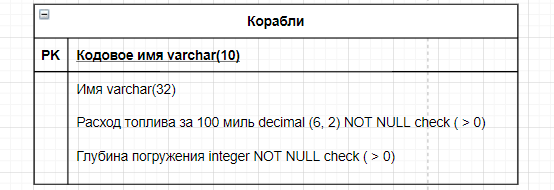 Корабли
PK Кодовое имя varchar(10)
Имя varchar(32)
Расход топлива за 100 миль decimal (6, 2) NOT NULL check ( > 0)
Глубина погружения integer NOT NULL check ( > 0)